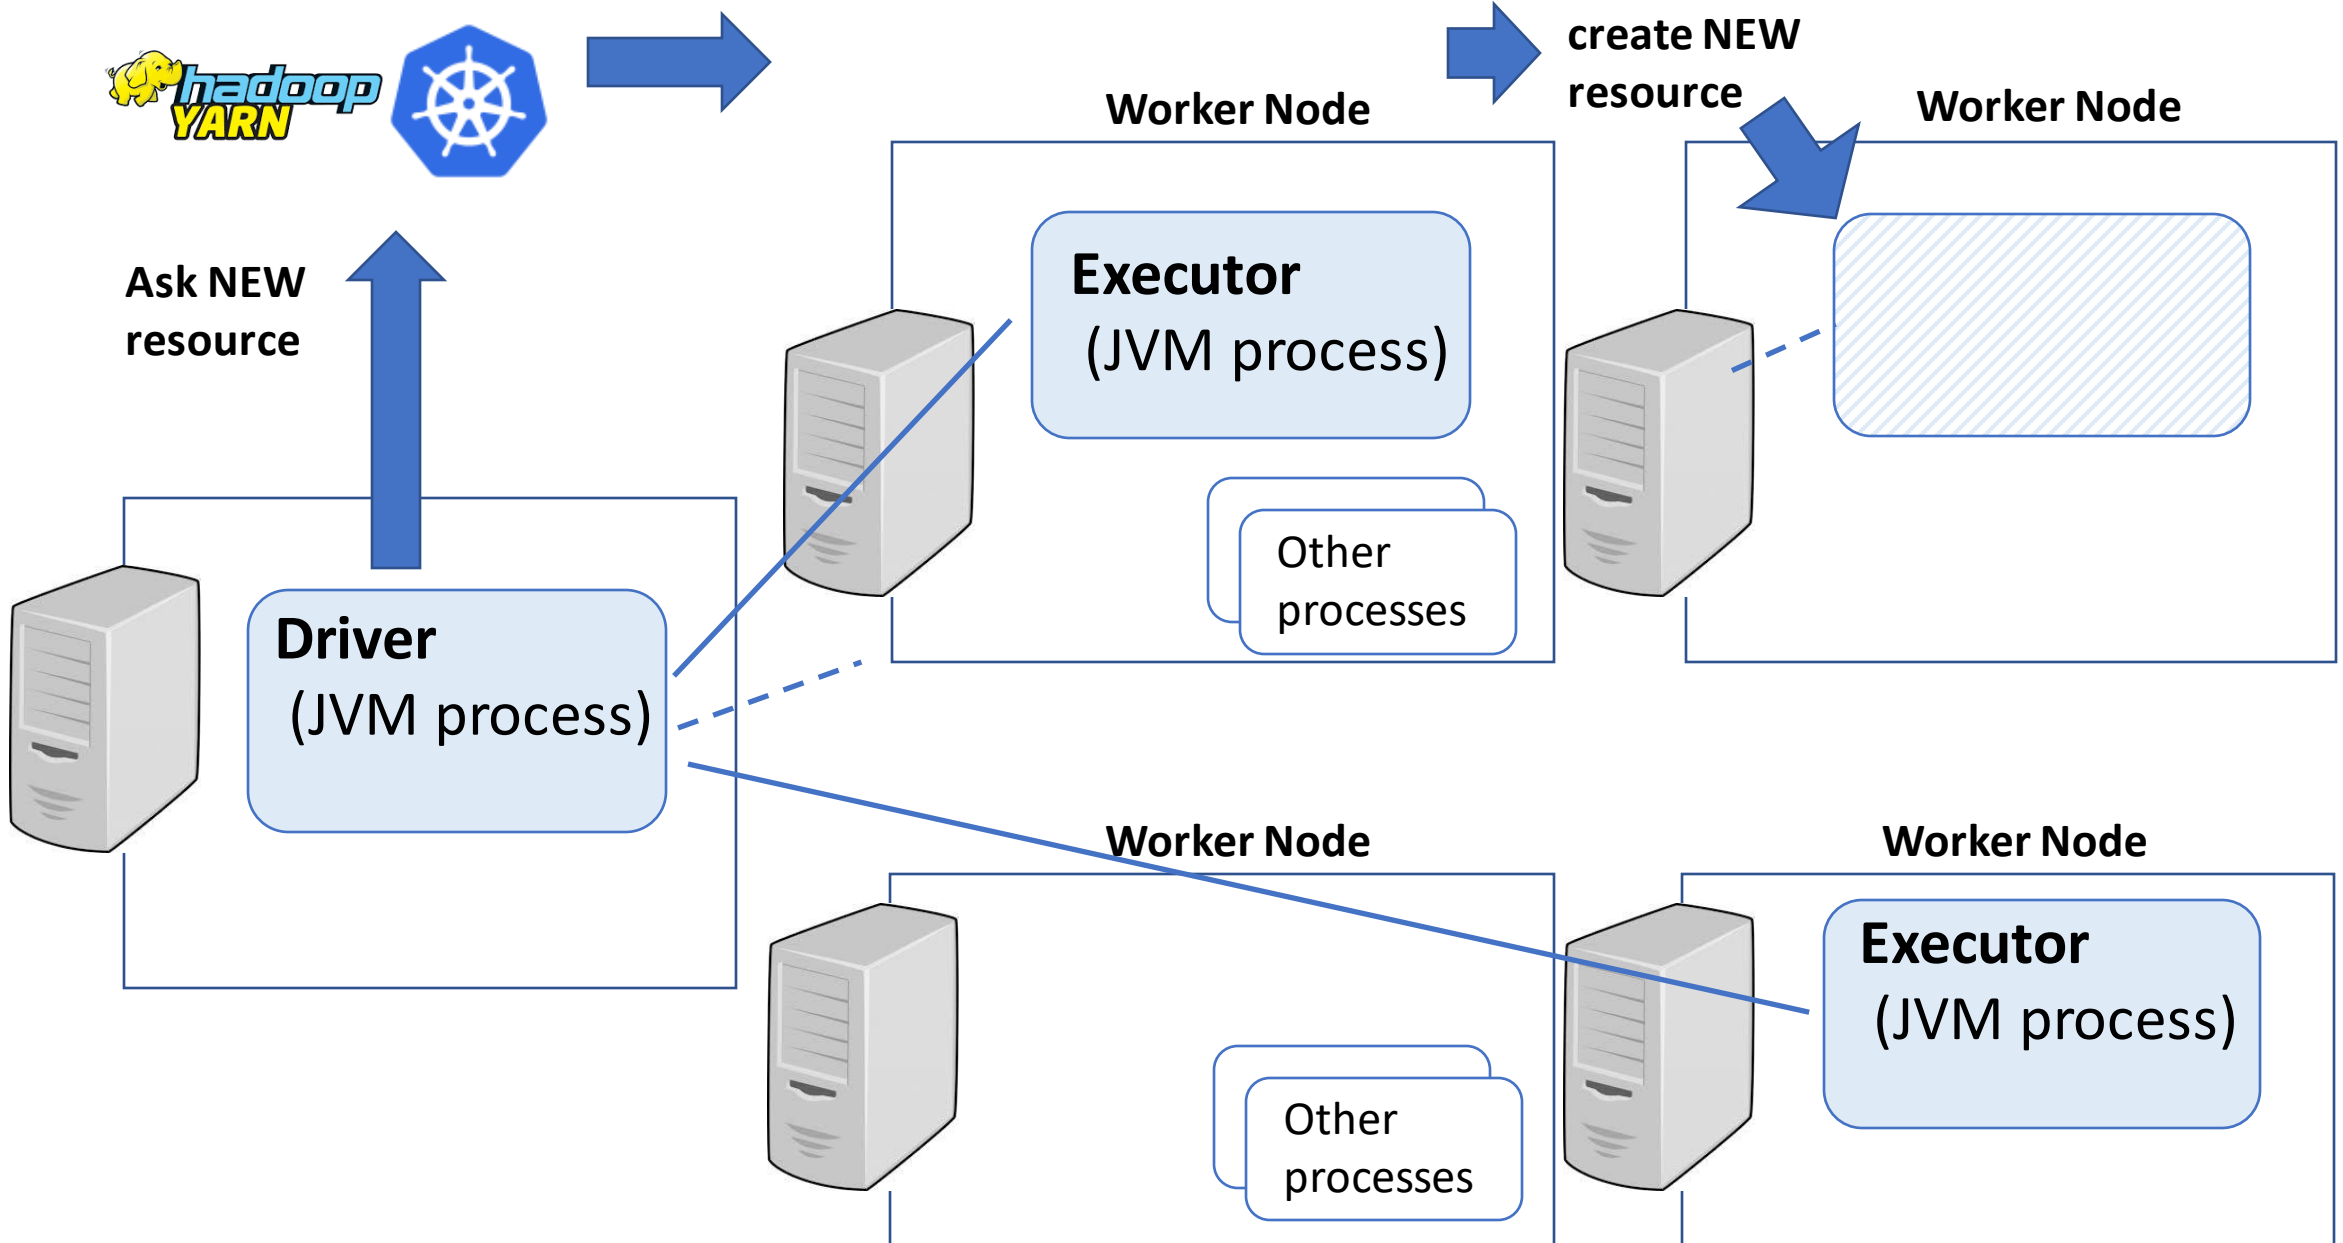 hadoop
YARN
create NEW
resource
Worker Node
Worker Node
Ask NEW
resource
Executor
(JVM process)
Other
processes
Driver
(JVM process)
Worker Node
Worker Node
Executor
(JVM process)
Other
processes